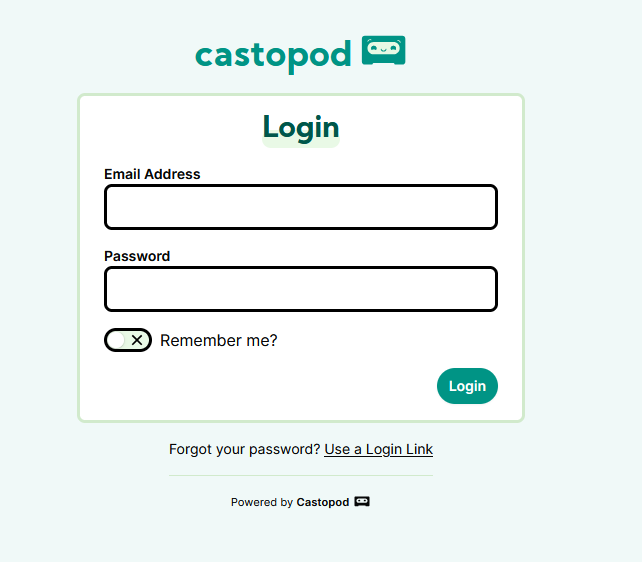 castopod
Login
Email Address
Password
Remember me?
Login
Forgot your password? Use a Login Link
Powered by Castopod